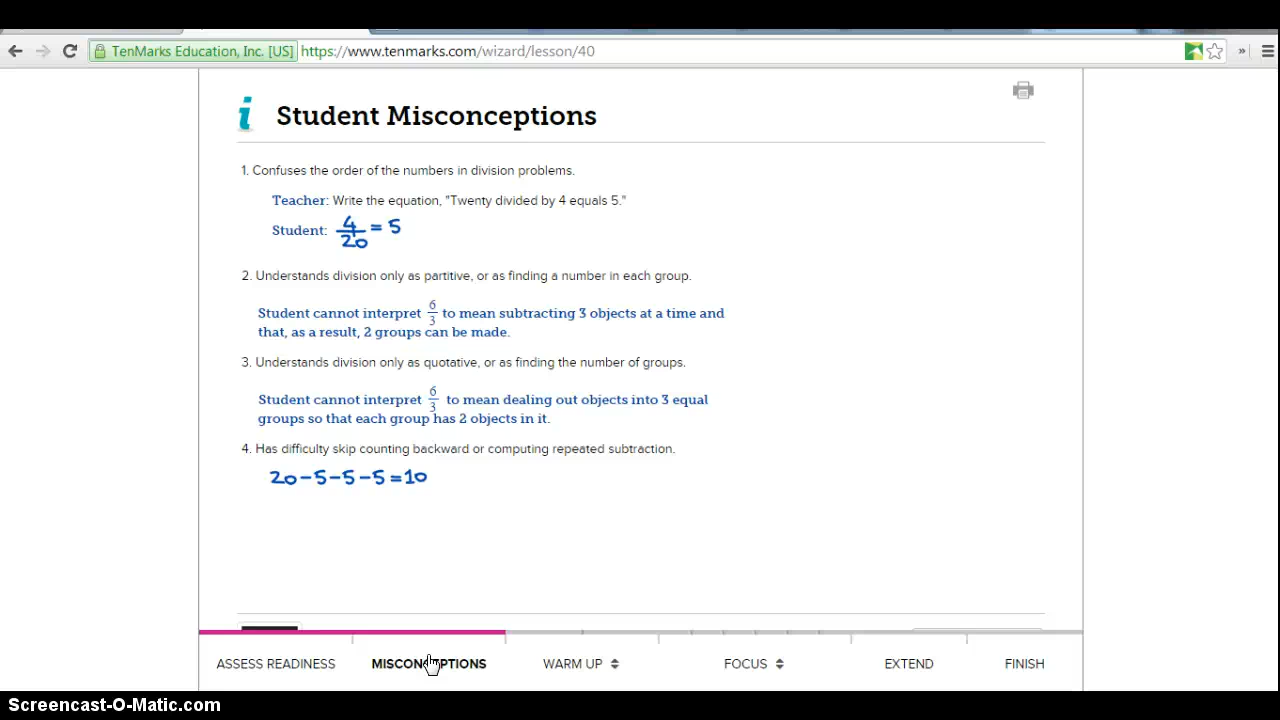 TenMarks Education, Inc. [US] https://www.tenmarks.com/wizard/lesson/40 »
i Student Misconceptions
1. Confuses the order of the numbers in division problems.
Teacher: Write the equation, "Twenty divided by 4 equals 5."
Student: 4/20 = 5
2. Understands division only as partitive, or as finding a number in each group.
Student cannot interpret 6/3 to mean subtracting 3 objects at a time and
that, as a result, 2 groups can be made.
3. Understands division only as quotative, or as finding the number of groups.
Student cannot interpret 6/3 to mean dealing out objects into 3 equal
groups so that each group has 2 objects in it.
4. Has difficulty skip counting backward or computing repeated subtraction.
20 - 5 - 5 - 5 = 10
ASSESS READINESS MISCONCEPTIONS WARM UP FOCUS EXTEND FINISH
Screencast-O-Matic.com